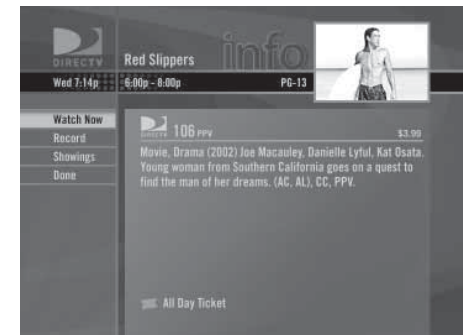 info
DIRECTV
Red Slippers
Wed 7:14p 6:00p - 8:00p PG-13
Watch Now
Record
Showings
Done
DIRECTV 106 PPV $3.99
Movie, Drama (2002) Joe Macauley, Danielle Lyful, Kat Osata.
Young woman from Southern California goes on a quest to
find the man of her dreams. (AC, AL), CC, PPV.
All Day Ticket